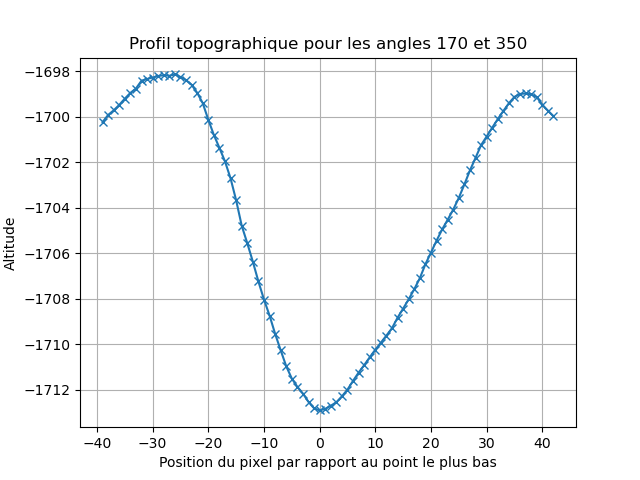 Profil topographique pour les angles 170 et 350
−1698
−1700
−1702
−1704
−1706
−1708
−1710
−1712
Altitude
−40 −30 −20 −10 0 10 20 30 40
Position du pixel par rapport au point le plus bas